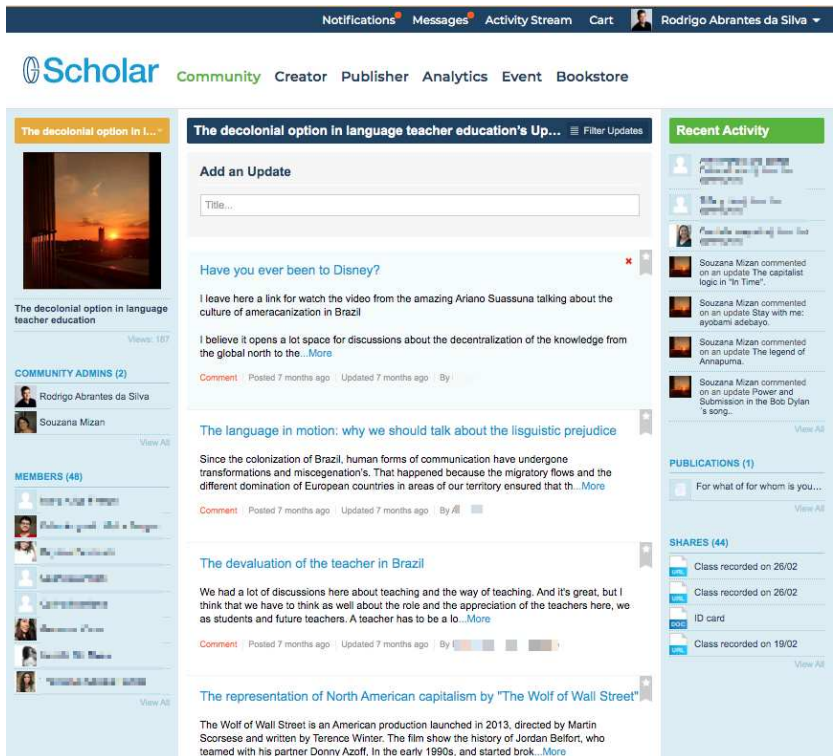 Notifications Messages Activity Stream Cart Rodrigo Abrantes da Silva
Scholar Community Creator Publisher Analytics Event Bookstore
The decolonial option in l...
The decolonial option in language teacher education
Views: 187
COMMUNITY ADMINS (2)
Rodrigo Abrantes da Silva
Souzana Mizan
View All
MEMBERS (48)
View All
The decolonial option in language teacher education's Up... Filter Updates
Add an Update
Title...
Have you ever been to Disney?
I leave here a link for watch the video from the amazing Ariano Suassuna talking about the
culture of ameracanization in Brazil
I believe it opens a lot space for discussions about the decentralization of the knowledge from
the global north to the...More
Comment Posted 7 months ago Updated 7 months ago By
The language in motion: why we should talk about the lisguistic prejudice
Since the colonization of Brazil, human forms of communication have undergone
transformations and miscegenation's. That happened because the migratory flows and the
different domination of European countries in areas of our territory ensured that th...More
Comment Posted 7 months ago Updated 7 months ago By
The devaluation of the teacher in Brazil
We had a lot of discussions here about teaching and the way of teaching. And it's great, but I
think that we have to think as well about the role and the appreciation of the teachers here, we
as students and future teachers. A teacher has to be a lo...More
Comment Posted 7 months ago Updated 7 months ago By
The representation of North American capitalism by "The Wolf of Wall Street"
The Wolf of Wall Street is an American production launched in 2013, directed by Martin
Scorsese and written by Terence Winter. The film show the history of Jordan Belfort, who
teamed with his partner Donny Azoff, In the early 1990s, and started brok...More
Recent Activity
Souzana Mizan commented
on an update The capitalist
logic in "In Time".
Souzana Mizan commented
on an update Stay with me:
ayobami adebayo.
Souzana Mizan commented
on an update The legend of
Annapuma.
Souzana Mizan commented
on an update Power and
Submission in the Bob Dylan
's song..
View All
PUBLICATIONS (1)
For what of for whom is you...
View All
SHARES (44)
URL Class recorded on 26/02
URL Class recorded on 26/02
DOC ID card
URL Class recorded on 19/02
View All